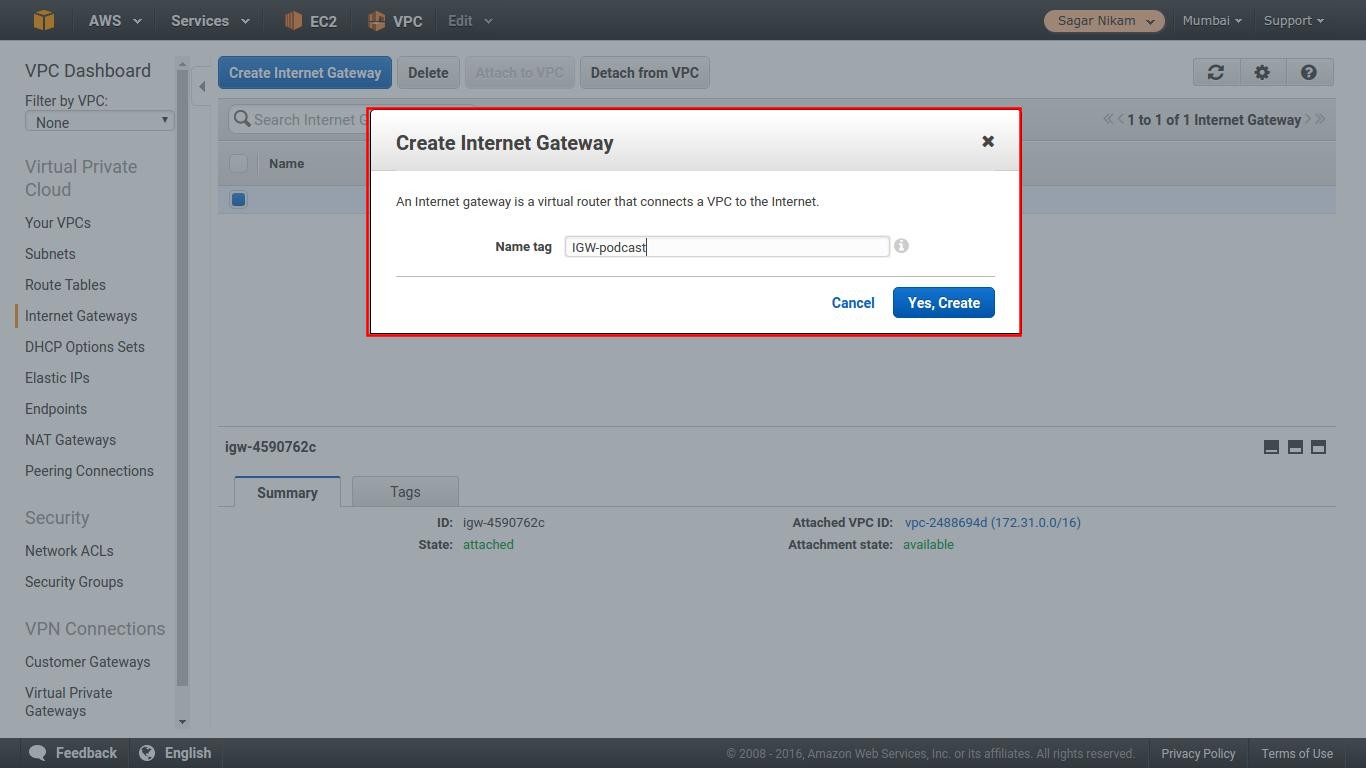 AWS Services EC2 VPC Edit Sagar Nikam Mumbai Support
VPC Dashboard
Filter by VPC:
None
Virtual Private
Cloud
Your VPCs
Subnets
Route Tables
Internet Gateways
DHCP Options Sets
Elastic IPs
Endpoints
NAT Gateways
Peering Connections
Security
Network ACLs
Security Groups
VPN Connections
Customer Gateways
Virtual Private
Gateways
Create Internet Gateway Delete Attach to VPC Detach from VPC
Search Internet G 1 to 1 of 1 Internet Gateway
Name
Create Internet Gateway
An Internet gateway is a virtual router that connects a VPC to the Internet.
Name tag IGW-podcast
Cancel Yes, Create
igw-4590762c
Summary Tags
ID: igw-4590762c Attached VPC ID: vpc-2488694d (172.31.0.0/16)
State: attached Attachment state: available
Feedback English © 2008 - 2016, Amazon Web Services, Inc. or its affiliates. All rights reserved. Privacy Policy Terms of Use